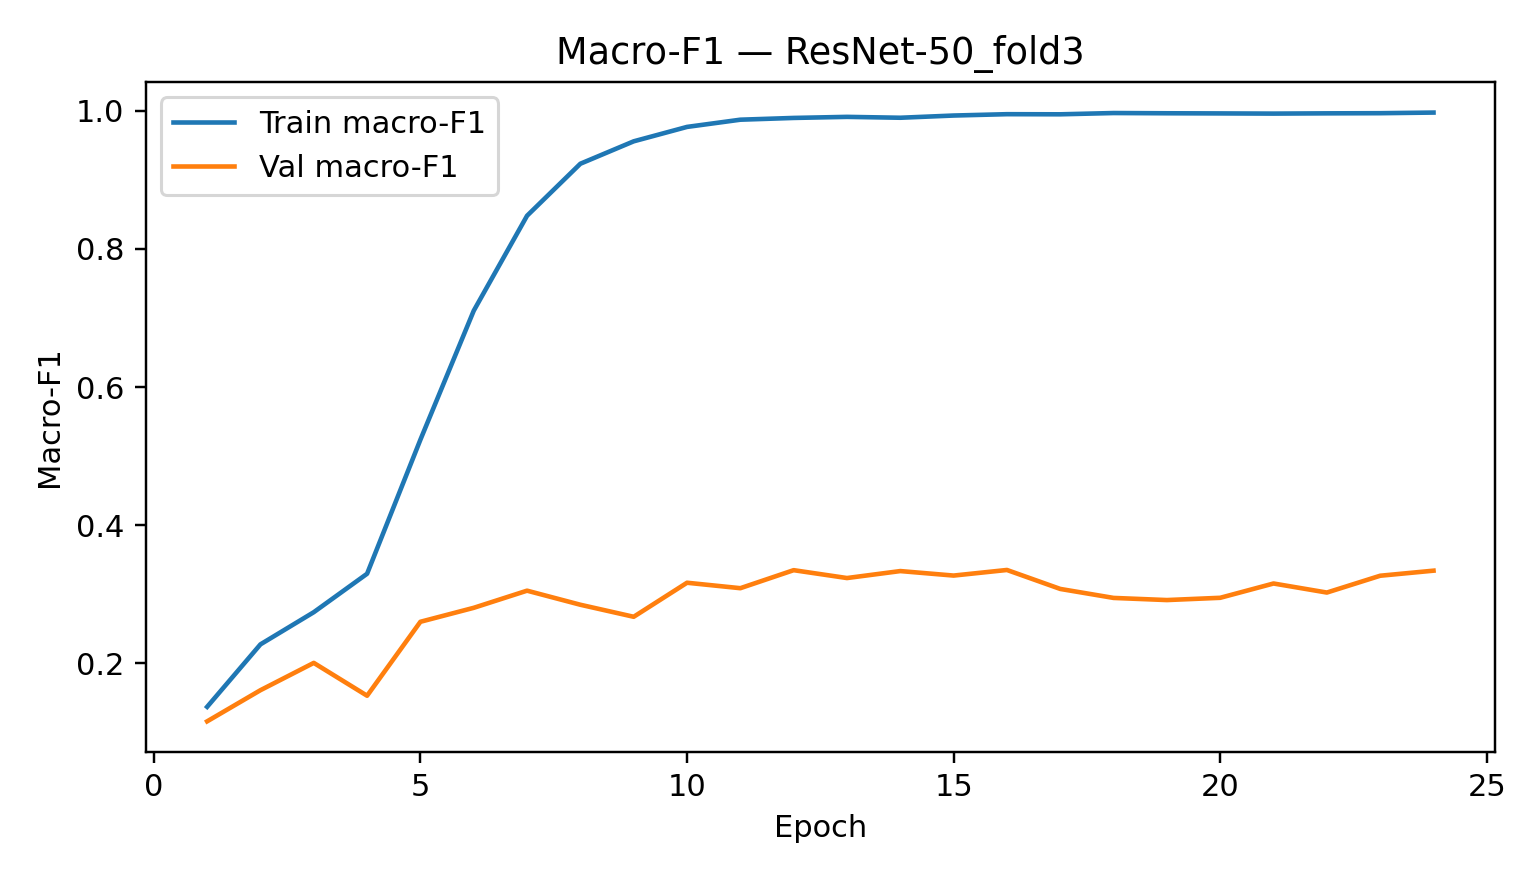 Macro-F1 — ResNet-50_fold3
Train macro-F1
Val macro-F1
1.0
0.8
0.6
0.4
0.2
Macro-F1
0 5 10 15 20 25
Epoch